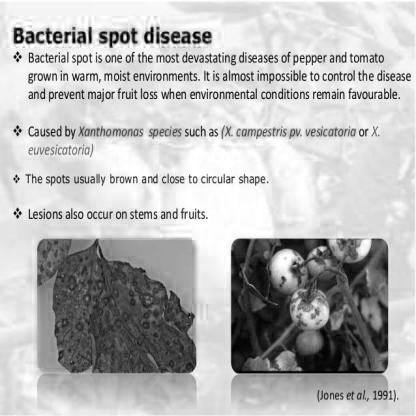 Bacterial spot disease
❖ Bacterial spot is one of the most devastating diseases of pepper and tomato
grown in warm, moist environments. It is almost impossible to control the disease
and prevent major fruit loss when environmental conditions remain favourable.
❖ Caused by Xanthomonas species such as (X. campestris pv. vesicatoria or X.
euvesicatoria)
❖ The spots usually brown and close to circular shape.
❖ Lesions also occur on stems and fruits.
(Jones et al., 1991).